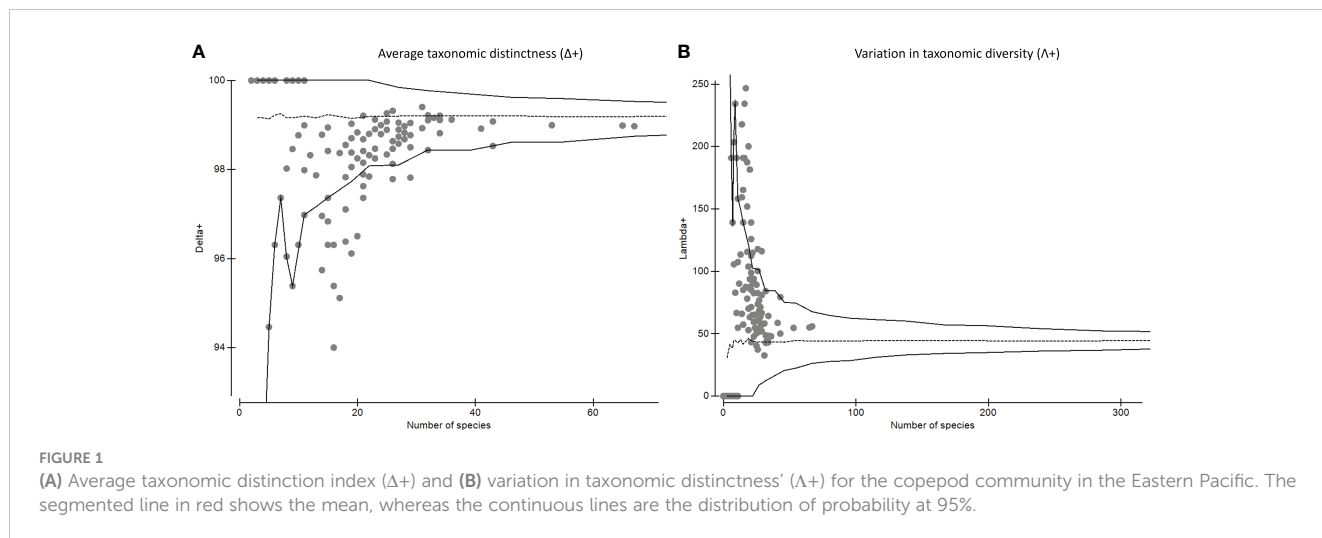 A
Average taxonomic distinctness (Δ+)
100
98
96
94
Delta+
0
20
40
60
Number of species
B
Variation in taxonomic diversity (Λ+)
250
200
150
100
50
0
Lambda+
0
100
200
300
Number of species
FIGURE 1
(A) Average taxonomic distinction index (Δ+) and (B) variation in taxonomic distinctness’ (Λ+) for the copepod community in the Eastern Pacific. The
segmented line in red shows the mean, whereas the continuous lines are the distribution of probability at 95%.